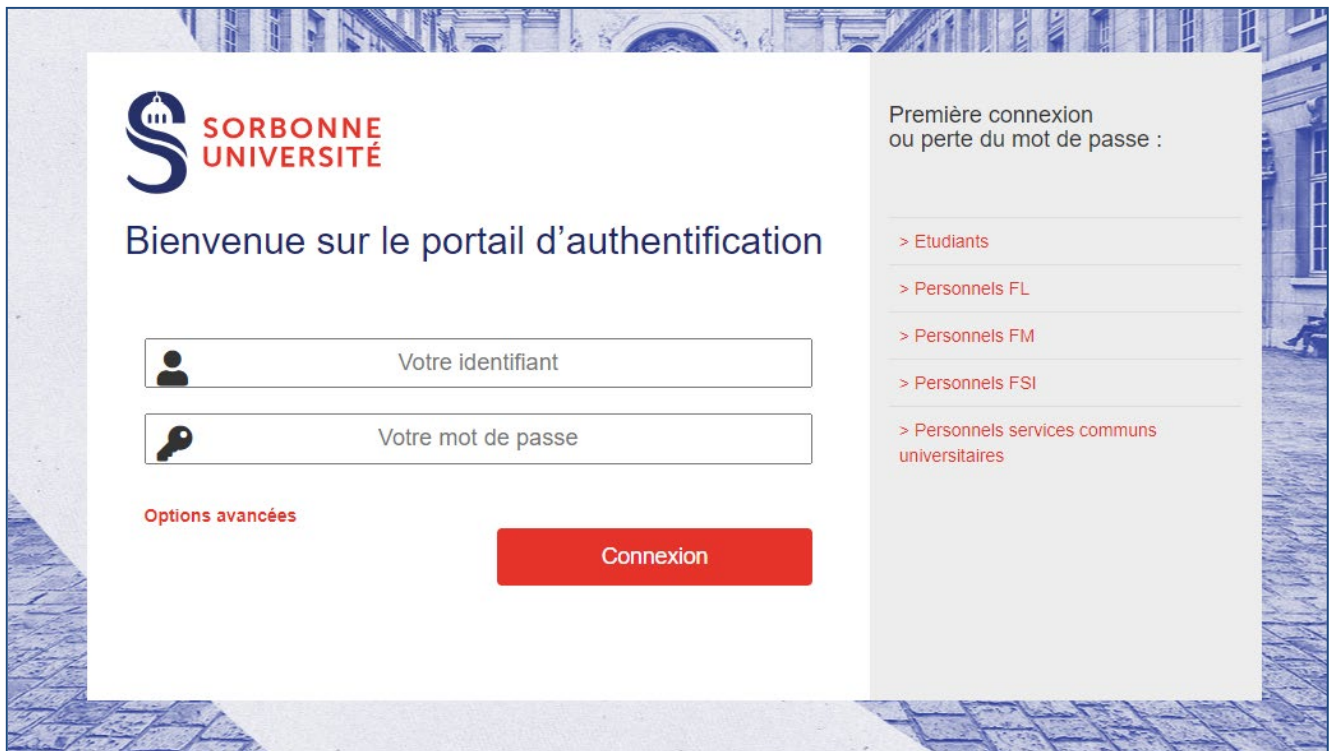 SORBONNE
UNIVERSITÉ
Bienvenue sur le portail d’authentification
Votre identifiant
Votre mot de passe
Options avancées
Connexion
Première connexion
ou perte du mot de passe :
> Etudiants
> Personnels FL
> Personnels FM
> Personnels FSI
> Personnels services communs
universitaires